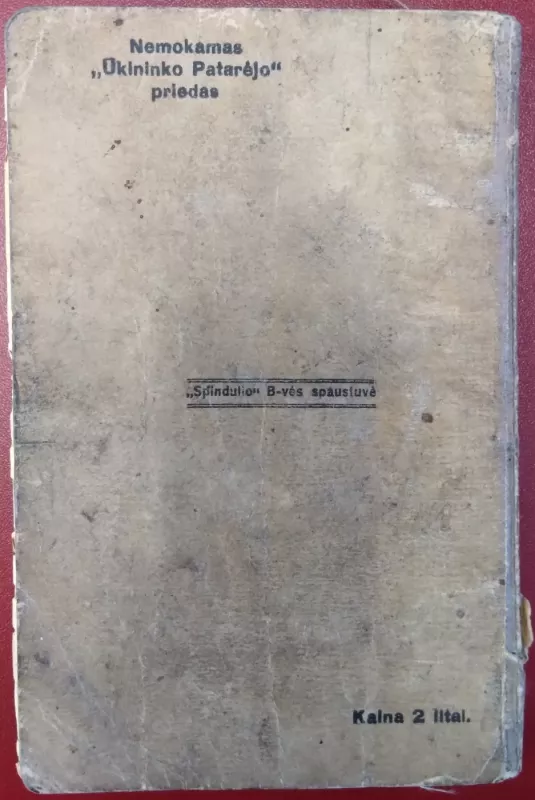 Nemokamas
„Ūkininko Patarėjo“
priedas
„Spindulio“ B-vės spaustuvė
Kaina 2 litai.